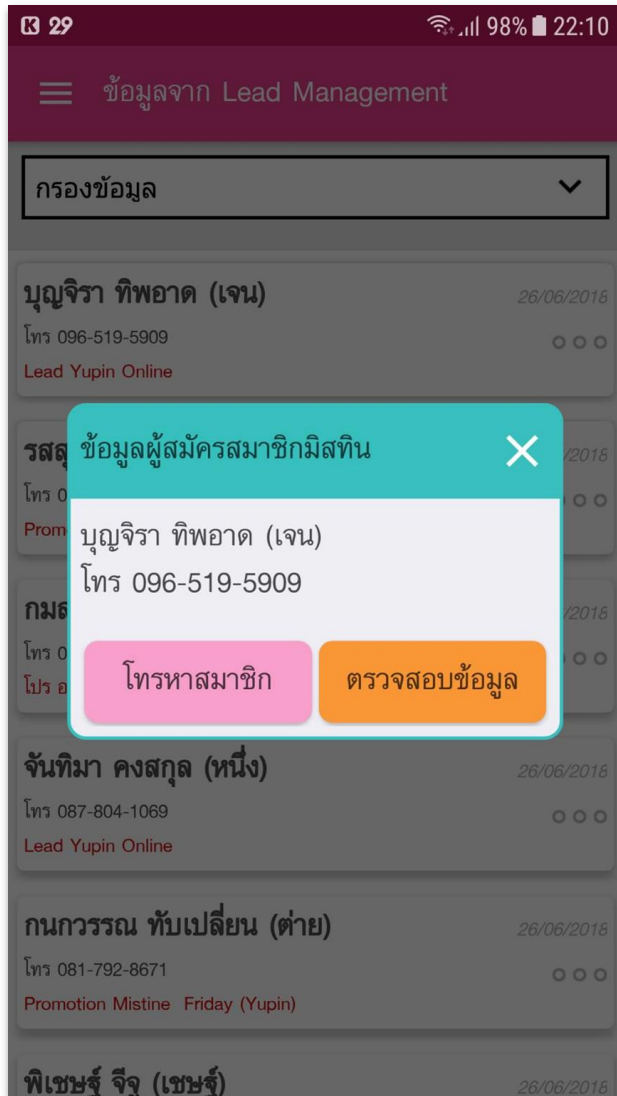 29 98% 22:10
ข้อมูลจาก Lead Management
กรองข้อมูล
บุญจิรา ทิพอาด (เจน) 26/06/2018
โทร 096-519-5909
Lead Yupin Online
ข้อมูลผู้สมัครสมาชิกมิสทิน
บุญจิรา ทิพอาด (เจน)
โทร 096-519-5909
โทรหาสมาชิก ตรวจสอบข้อมูล
จันทิมา คงสกุล (หนึ่ง) 26/06/2018
โทร 087-804-1069
Lead Yupin Online
กนกวรรณ ทับเปลี่ยน (ต่าย) 26/06/2018
โทร 081-792-8671
Promotion Mistine Friday (Yupin)
พิเชษฐ์ จีจู (เชษฐ์) 26/06/2018